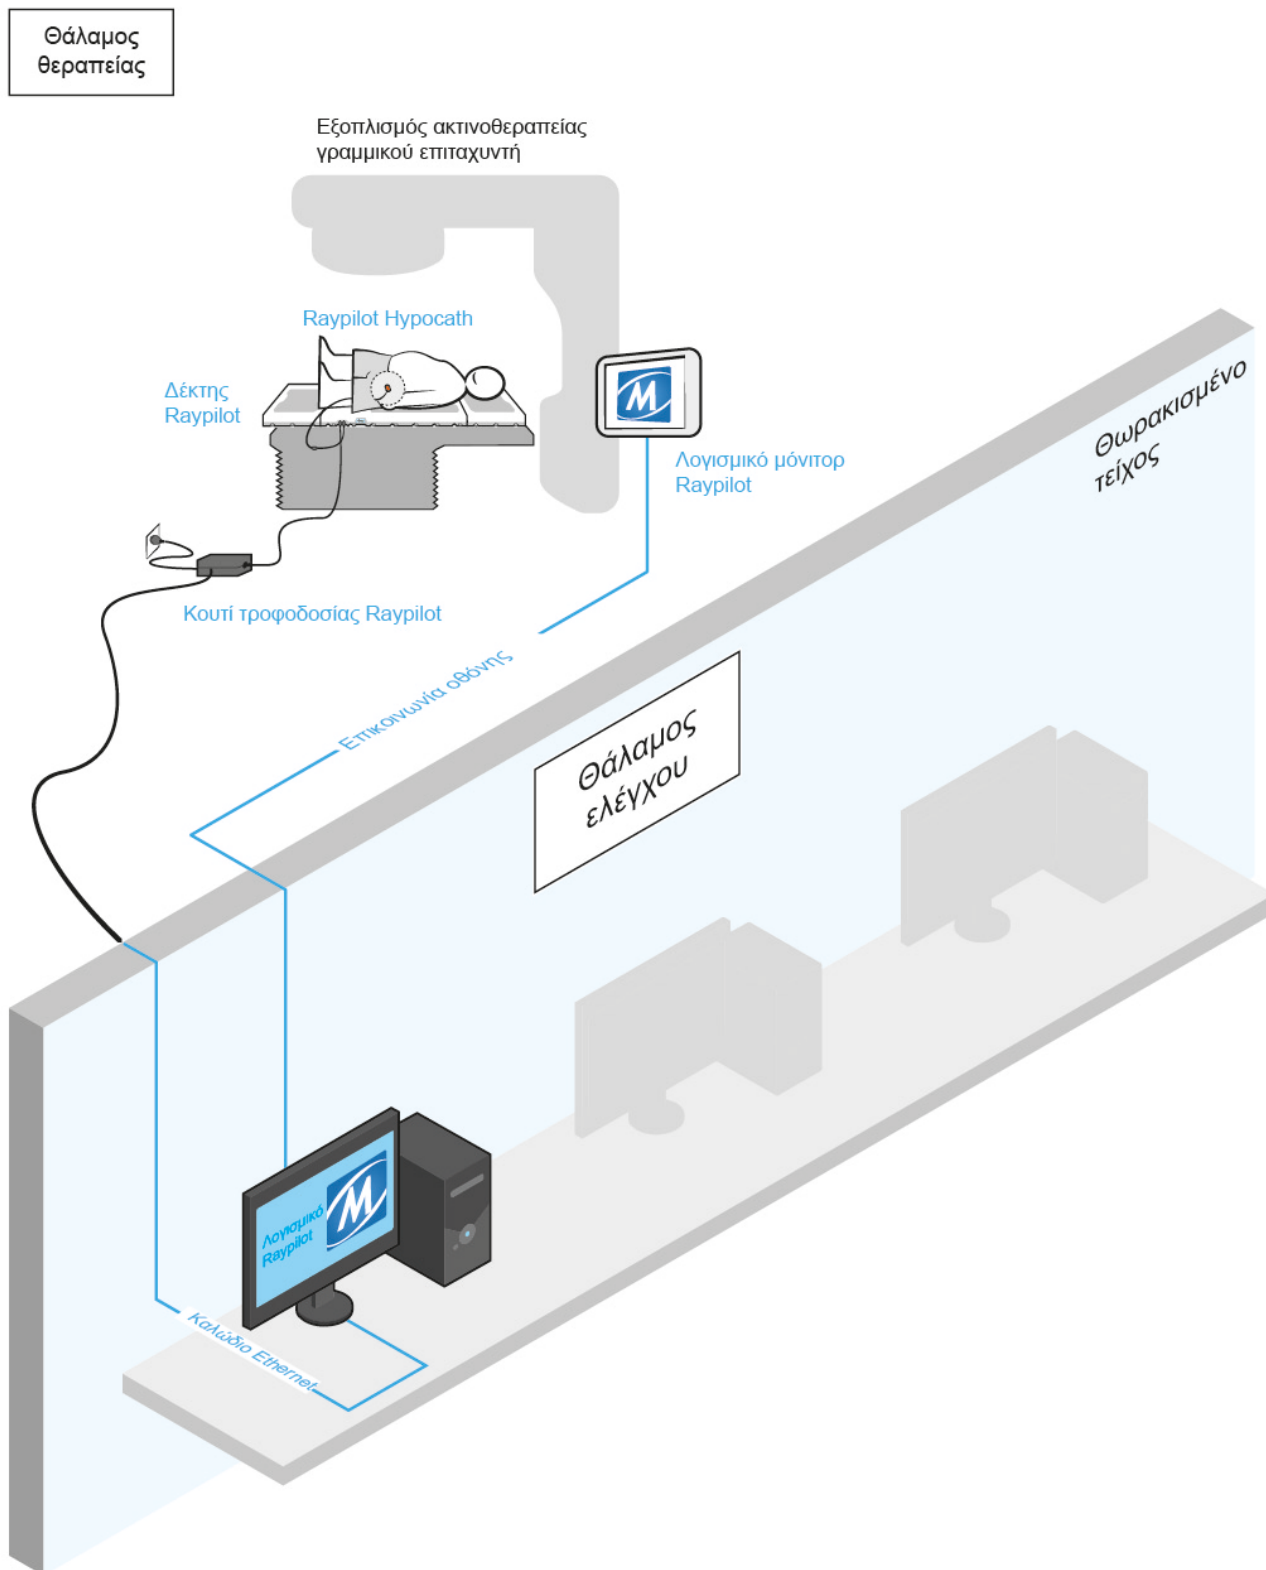 Θάλαμος
θεραπείας
Εξοπλισμός ακτινοθεραπείας
γραμμικού επιταχυντή
Raypilot Hypocath
Δέκτης
Raypilot
M
Λογισμικό μόνιτορ
Raypilot
Θωρακισμένο
τείχος
Κουτί τροφοδοσίας Raypilot
Επικοινωνία οθόνης
Θάλαμος
ελέγχου
Λογισμικό
Raypilot
M
Καλώδιο Ethernet